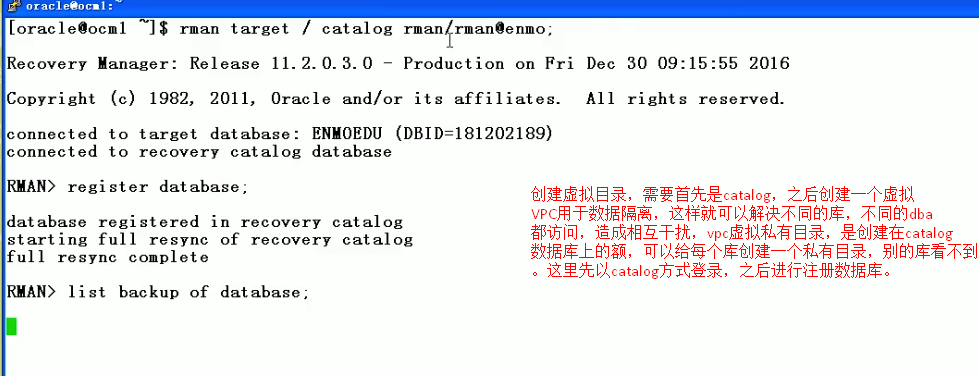 oracle@ocm1:~
[oracle@ocm1 ~]$ rman target / catalog rman/rman@enmo;
Recovery Manager: Release 11.2.0.3.0 - Production on Fri Dec 30 09:15:55 2016
Copyright (c) 1982, 2011, Oracle and/or its affiliates.  All rights reserved.
connected to target database: ENMOEDU (DBID=181202189)
connected to recovery catalog database
RMAN> register database;
database registered in recovery catalog
starting full resync of recovery catalog
full resync complete
RMAN> list backup of database;
创建虚拟目录，需要首先是catalog，之后创建一个虚拟
VPC用于数据隔离，这样就可以解决不同的库，不同的dba
都访问，造成相互干扰，vpc虚拟私有目录，是创建在catalog
数据库上的额，可以给每个库创建一个私有目录，别的库看不到
。这里先以catalog方式登录，之后进行注册数据库。